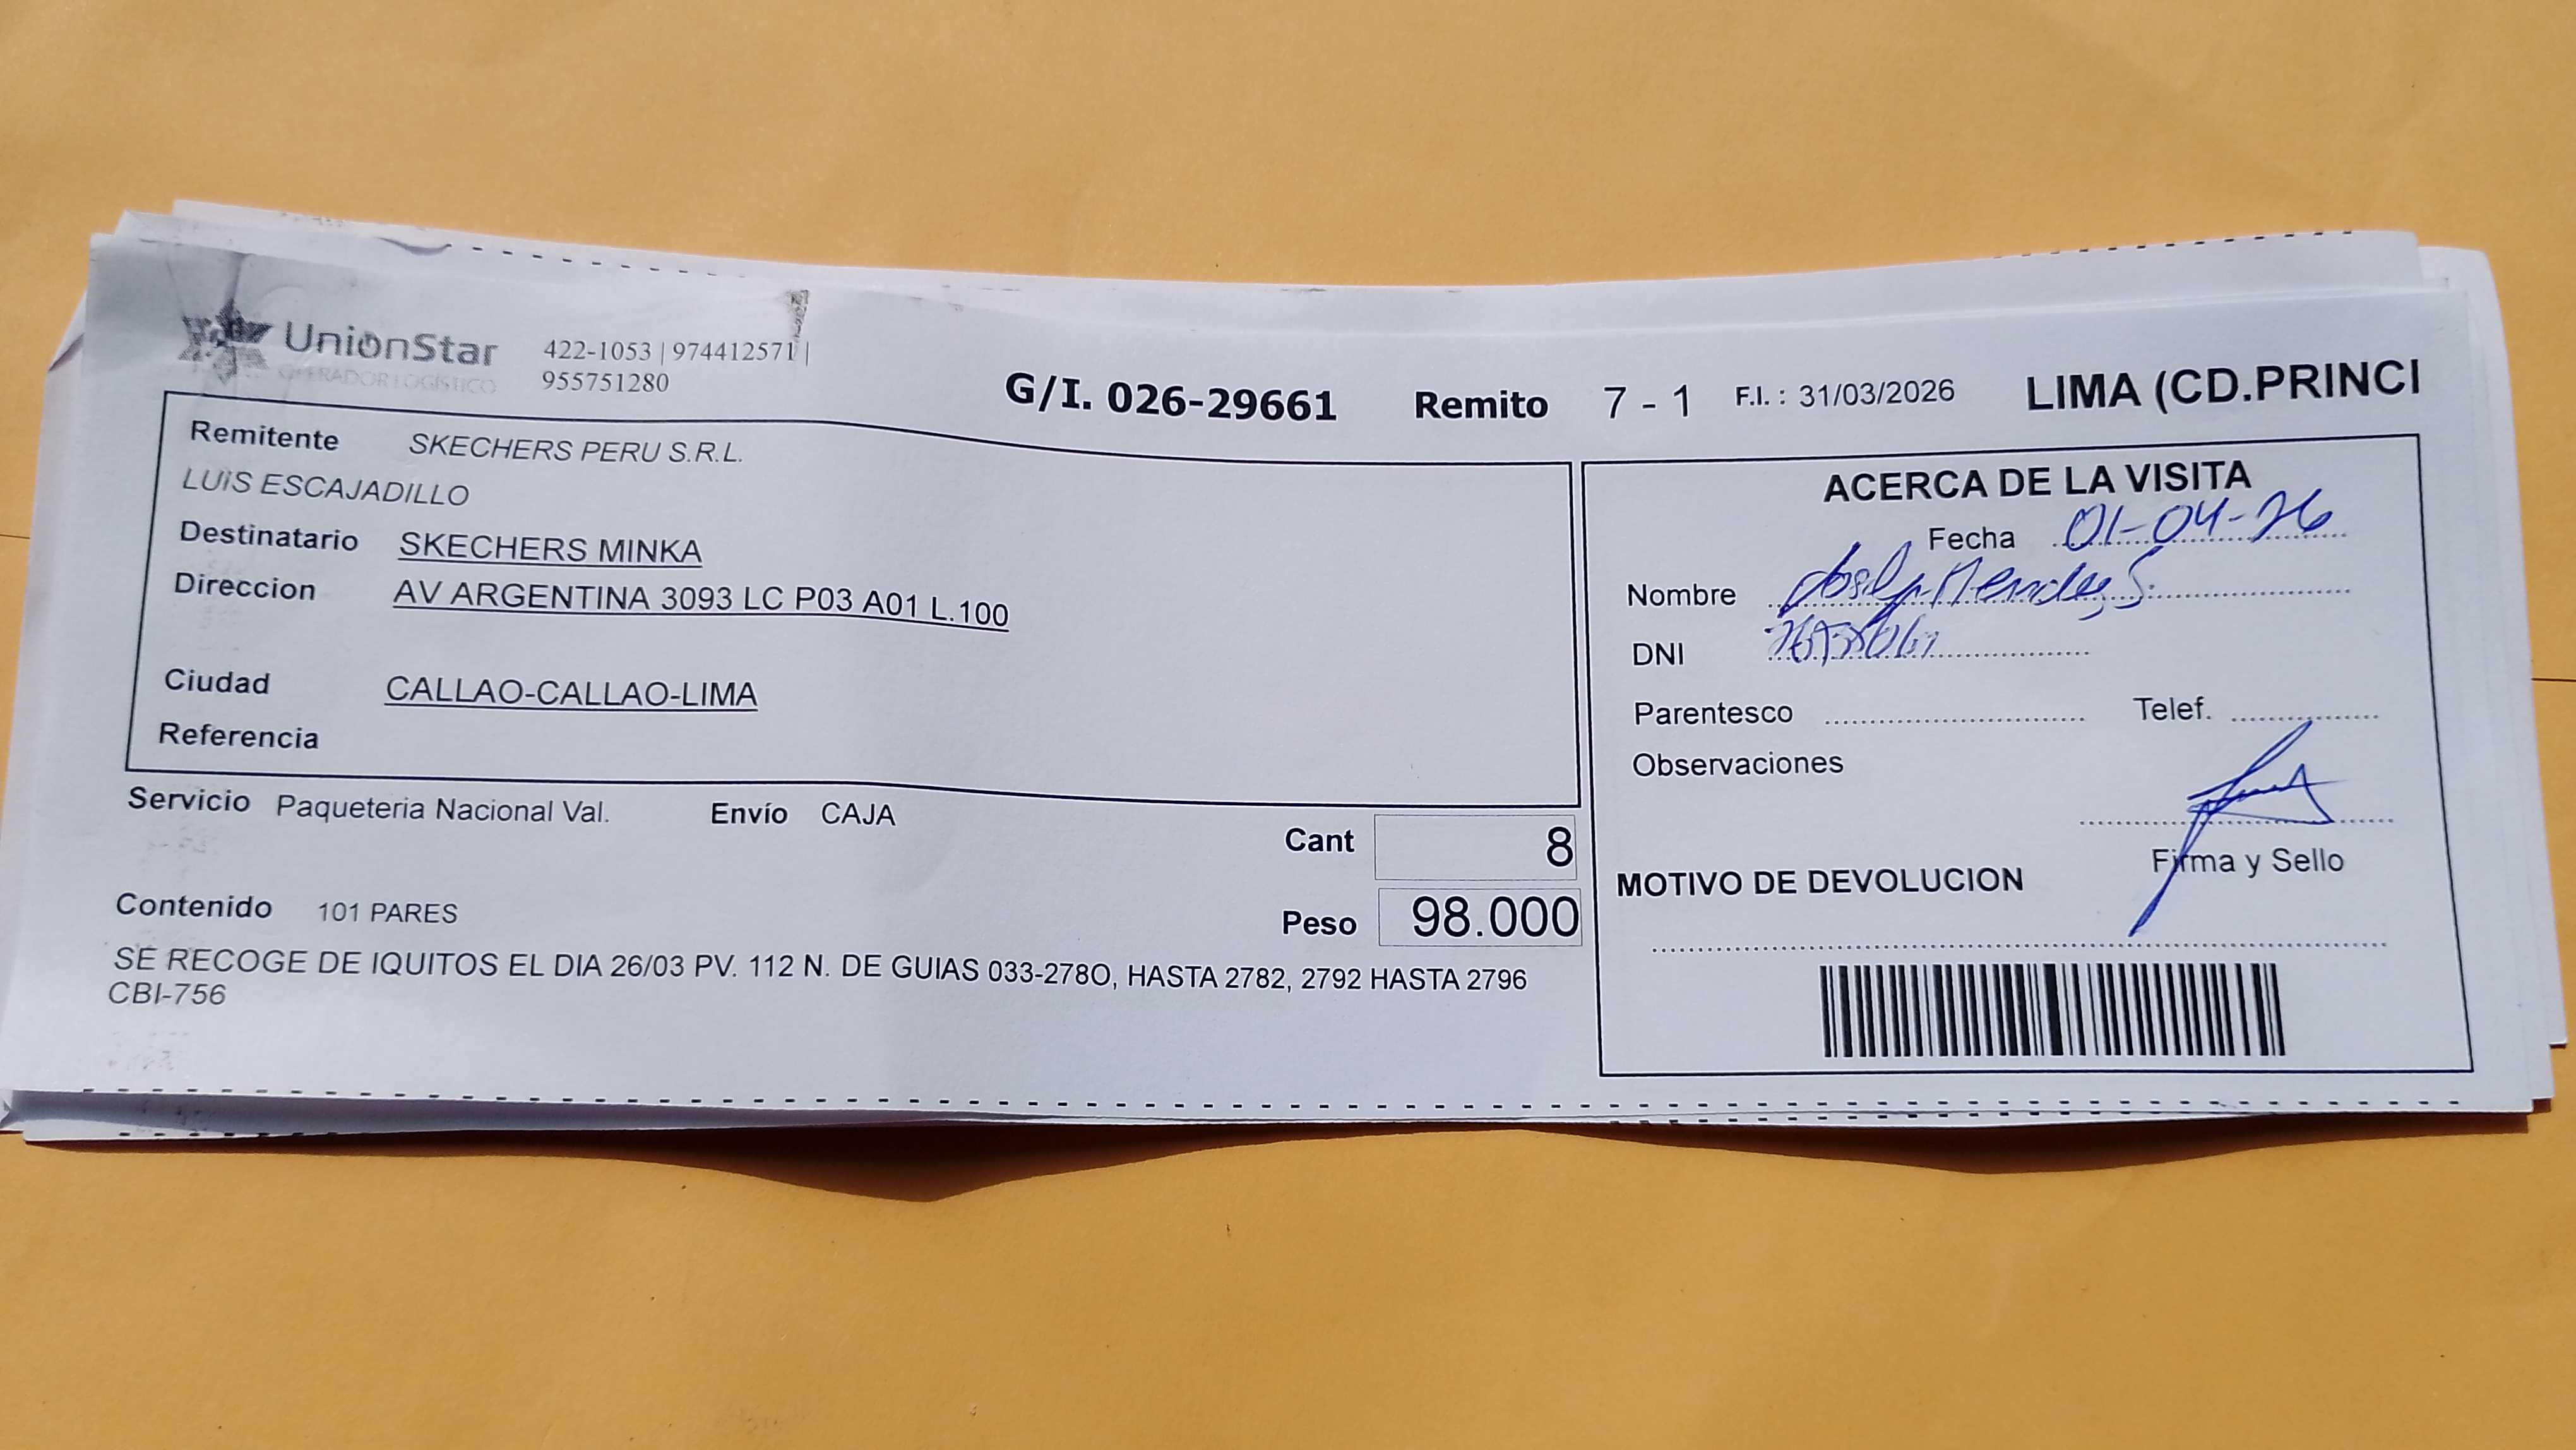 UnionStar
OPERADOR LOGÍSTICO
422-1053 | 974412571 |
955751280
G/I. 026-29661 Remito 7 - 1 F.I. : 31/03/2026 LIMA (CD.PRINCI
Remitente SKECHERS PERU S.R.L.
LUIS ESCAJADILLO
Destinatario SKECHERS MINKA
Direccion AV ARGENTINA 3093 LC P03 A01 L.100
Ciudad CALLAO-CALLAO-LIMA
Referencia
Servicio Paqueteria Nacional Val. Envío CAJA
Cant 8
Peso 98.000
Contenido 101 PARES
SE RECOGE DE IQUITOS EL DIA 26/03 PV. 112 N. DE GUIAS 033-278O, HASTA 2782, 2792 HASTA 2796
CBI-756
ACERCA DE LA VISITA
Fecha 01-04-26
Nombre Mendez S.
DNI
Parentesco Telef.
Observaciones
Firma y Sello
MOTIVO DE DEVOLUCION